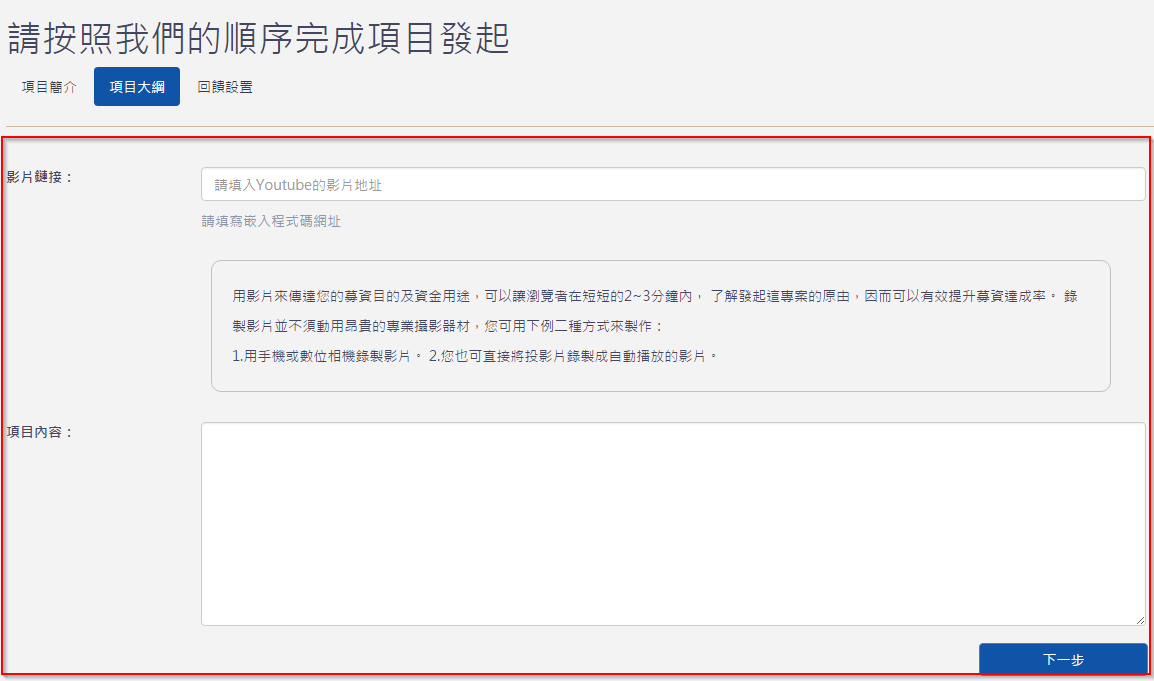 請按照我們的順序完成項目發起
項目簡介 項目大綱 回饋設置
影片鏈接： 請填入Youtube的影片地址
請填寫嵌入程式碼網址
用影片來傳達您的募資目的及資金用途，可以讓瀏覽者在短短的2~3分鐘內， 了解發起這專案的原由，因而可以有效提升募資達成率。 錄
製影片並不須動用昂貴的專業攝影器材，您可用下例二種方式來製作：
1.用手機或數位相機錄製影片。 2.您也可直接將投影片錄製成自動播放的影片。
項目內容：
下一步